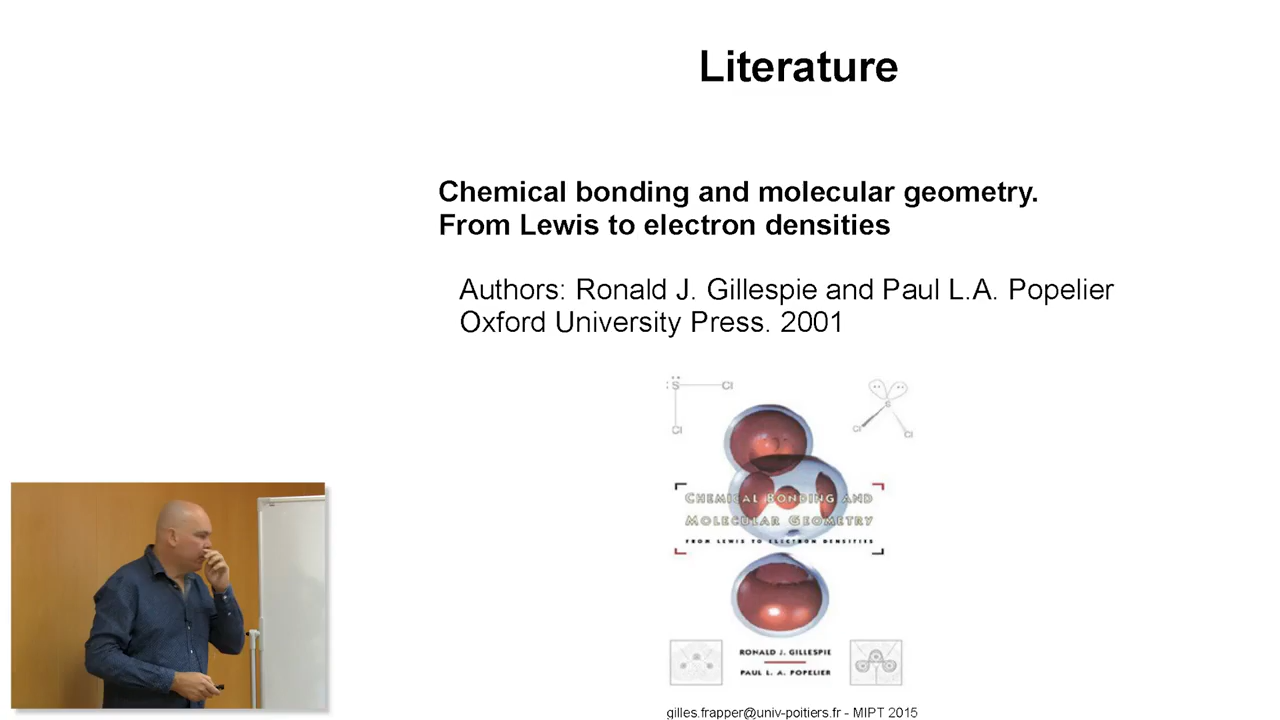 Literature
Chemical bonding and molecular geometry.
From Lewis to electron densities
Authors: Ronald J. Gillespie and Paul L.A. Popelier
Oxford University Press. 2001
:S Cl
Cl
S
Cl Cl
CHEMICAL BONDING AND
MOLECULAR GEOMETRY
FROM LEWIS TO ELECTRON DENSITIES
RONALD J. GILLESPIE
PAUL L. A. POPELIER
gilles.frapper@univ-poitiers.fr - MIPT 2015